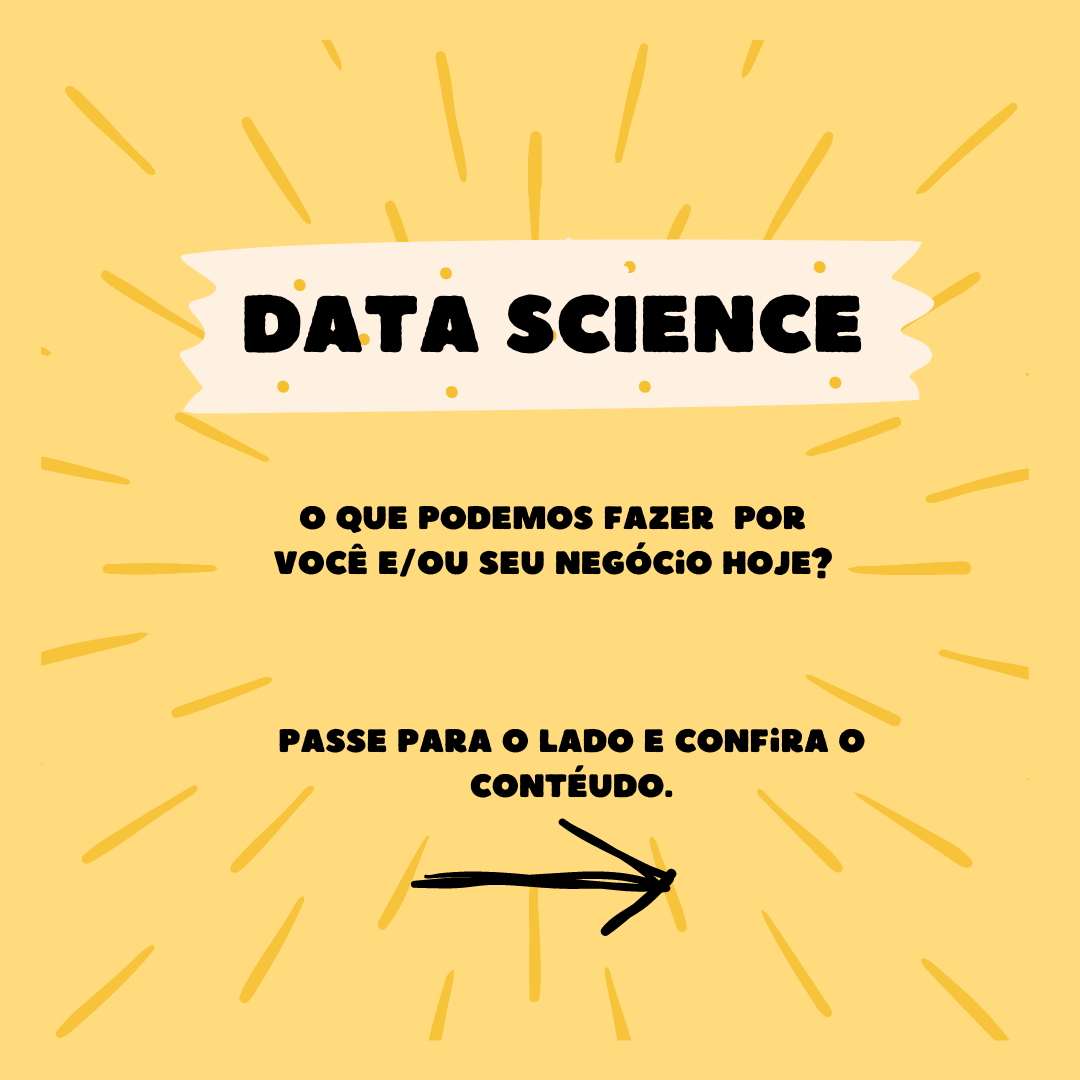 DATA SCIENCE
O QUE PODEMOS FAZER POR
VOCÊ E/OU SEU NEGÓCiO HOJE?
PASSE PARA O LADO E CONFiRA O
CONTÉUDO.